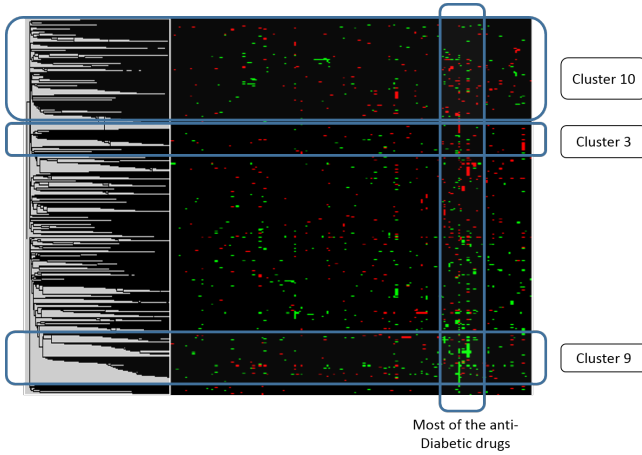 Cluster 10
Cluster 3
Cluster 9
Most of the anti-
Diabetic drugs